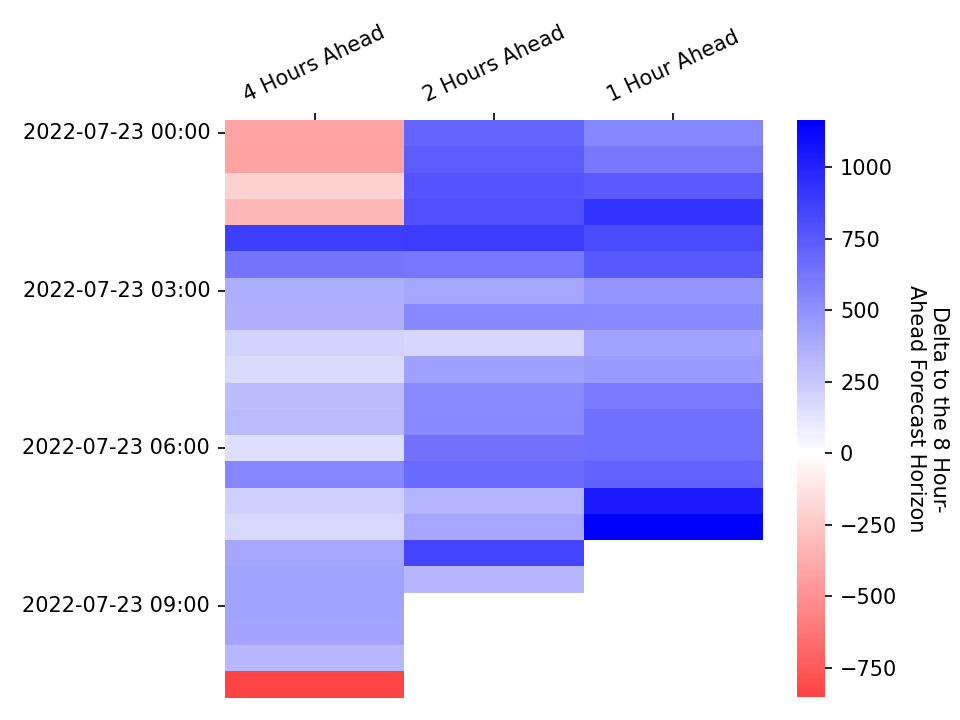 4 Hours Ahead
2 Hours Ahead
1 Hour Ahead
2022-07-23 00:00
2022-07-23 03:00
2022-07-23 06:00
2022-07-23 09:00
1000
750
500
250
0
−250
−500
−750
Delta to the 8 Hour-
Ahead Forecast Horizon